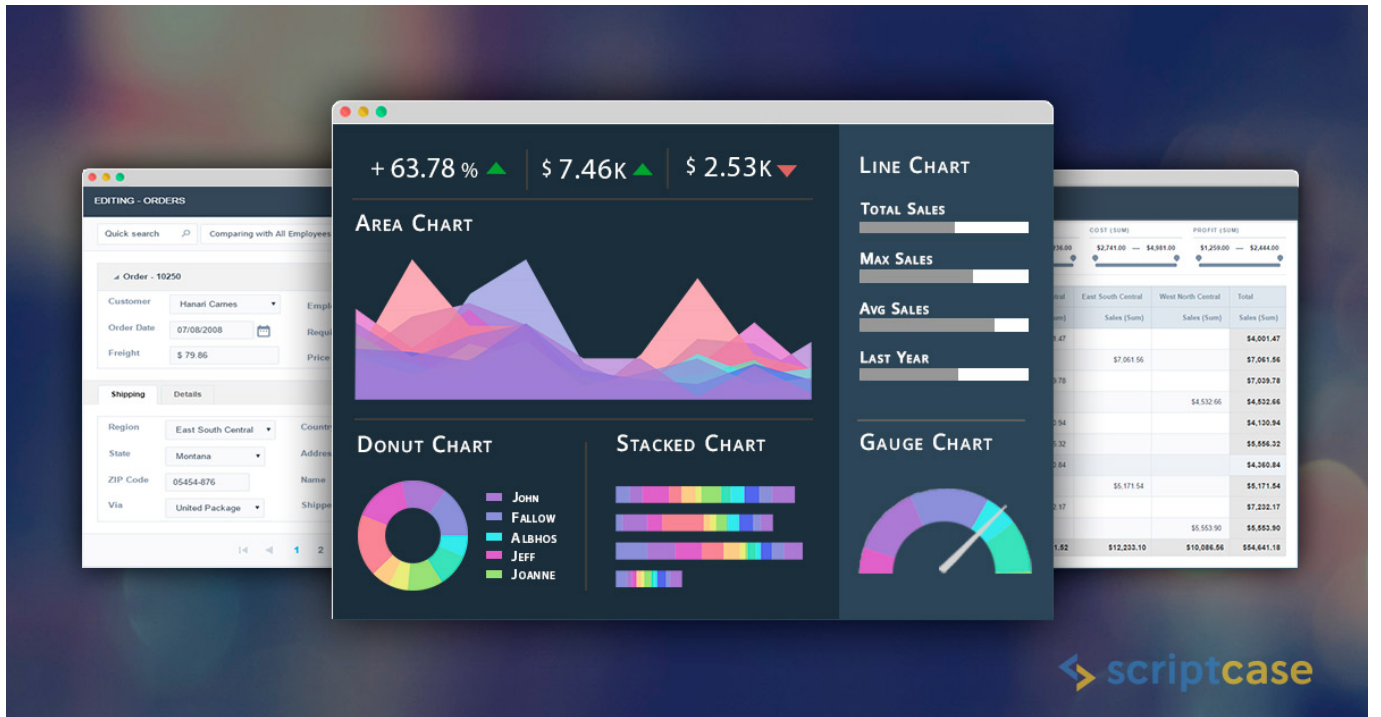 EDITING - ORDERS
Quick search
Comparing with All Employees
Order - 10250
Customer
Hanari Carnes
Order Date
07/08/2008
Freight
$ 79.86
Price
Shipping
Details
Region
East South Central
State
Montana
ZIP Code
05454-876
Name
Via
United Package
1 2
+ 63.78 %
$ 7.46K
$ 2.53K
AREA CHART
DONUT CHART
JOHN
FALLOW
ALBHOS
JEFF
JOANNE
STACKED CHART
LINE CHART
TOTAL SALES
MAX SALES
AVG SALES
LAST YEAR
GAUGE CHART
COST (SUM)
PROFIT (SUM)
$2,741.00 — $4,981.00
$1,259.00 — $2,444.00
East South Central
West North Central
Total
Sales (Sum)
Sales (Sum)
Sales (Sum)
$4,001.47
$7,061.56
$7,061.56
$7,039.78
$4,532.66
$4,532.66
$4,130.94
$5,556.32
$4,360.84
$5,171.54
$5,171.54
$7,232.17
$5,553.90
$5,553.90
$12,233.10
$10,086.56
$54,641.18
scriptcase